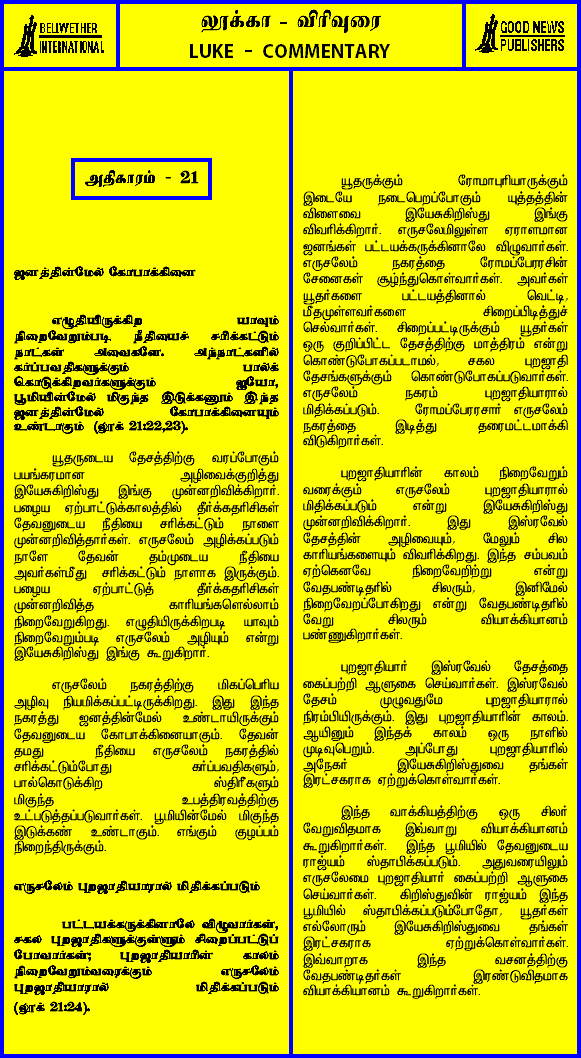 BELWETHER
INTERNATIONAL
லூக்கா - விரிவுரை
LUKE - COMMENTARY
GOOD NEWS
PUBLISHERS
அதிகாரம் - 21
ஜனத்தின்மேல் கோபாக்கினை
எழுதியிருக்கிற யாவும்
நிறைவேறும்படி நீதியைச் சரிக்கட்டும்
நாட்கள் அவைகளே. அந்நாட்களில்
கர்ப்பவதிகளுக்கும் பால்க்
கொடுக்கிறவர்களுக்கும் ஐயோ,
பூமியின்மேல் மிகுந்த இடுக்கணும் இந்த
ஜனத்தின்மேல் கோபாக்கினையும்
உண்டாகும் (லூக் 21:22,23).
யூதருடைய தேசத்திற்கு வரப்போகும்
பயங்கரமான அழிவைக்குறித்து
இயேசுகிறிஸ்து இங்கு முன்னறிவிக்கிறார்.
பழைய ஏற்பாட்டுக்காலத்தில் தீர்க்கதரிசிகள்
தேவனுடைய நீதியை சரிக்கட்டும் நாளை
முன்னறிவித்தார்கள். எருசலேம் அழிக்கப்படும்
நாளே தேவன் தம்முடைய நீதியை
அவர்கள்மீது சரிக்கட்டும் நாளாக இருக்கும்.
பழைய ஏற்பாட்டுத் தீர்க்கதரிசிகள்
முன்னறிவித்த காரியங்களெல்லாம்
நிறைவேறுகிறது. எழுதியிருக்கிறபடி யாவும்
நிறைவேறும்படி எருசலேம் அழியும் என்று
இயேசுகிறிஸ்து இங்கு கூறுகிறார்.
எருசலேம் நகரத்திற்கு மிகப்பெரிய
அழிவு நியமிக்கப்பட்டிருக்கிறது. இது இந்த
நகரத்து ஜனத்தின்மேல் உண்டாயிருக்கும்
தேவனுடைய கோபாக்கினையாகும். தேவன்
தமது நீதியை எருசலேம் நகரத்தில்
சரிக்கட்டும்போது கர்ப்பவதிகளும்,
பால்கொடுக்கிற ஸ்திரீகளும்
மிகுந்த உபத்திரவத்திற்கு
உட்படுத்தப்படுவார்கள். பூமியின்மேல் மிகுந்த
இடுக்கண் உண்டாகும். எங்கும் குழப்பம்
நிறைந்திருக்கும்.
எருசலேம் புறஜாதியாரால் மிதிக்கப்படும்
பட்டயக்கருக்கினாலே விழுவார்கள்,
சகல புறஜாதிகளுக்குள்ளும் சிறைப்பட்டுப்
போவார்கள்; புறஜாதியாரின் காலம்
நிறைவேறும்வரைக்கும் எருசலேம்
புறஜாதியாரால் மிதிக்கப்படும்
(லூக் 21:24).
யூதருக்கும் ரோமாபுரியாருக்கும்
இடையே நடைபெறப்போகும் யுத்தத்தின்
விளைவை இயேசுகிறிஸ்து இங்கு
விவரிக்கிறார். எருசலேமிலுள்ள ஏராளமான
ஜனங்கள் பட்டயக்கருக்கினாலே விழுவார்கள்.
எருசலேம் நகரத்தை ரோமப்பேரரசின்
சேனைகள் சூழ்ந்துகொள்வார்கள். அவர்கள்
யூதர்களை பட்டயத்தினால் வெட்டி,
மீதமுள்ளவர்களை சிறைப்பிடித்துச்
செல்வார்கள். சிறைப்பட்டிருக்கும் யூதர்கள்
ஒரு குறிப்பிட்ட தேசத்திற்கு மாத்திரம் என்று
கொண்டுபோகப்படாமல், சகல புறஜாதி
தேசங்களுக்கும் கொண்டுபோகப்படுவார்கள்.
எருசலேம் நகரம் புறஜாதியாரால்
மிதிக்கப்படும். ரோமப்பேரரசார் எருசலேம்
நகரத்தை இடித்து தரைமட்டமாக்கி
விடுகிறார்கள்.
புறஜாதியாரின் காலம் நிறைவேறும்
வரைக்கும் எருசலேம் புறஜாதியாரால்
மிதிக்கப்படும் என்று இயேசுகிறிஸ்து
முன்னறிவிக்கிறார். இது இஸ்ரவேல்
தேசத்தின் அழிவையும், மேலும் சில
காரியங்களையும் விவரிக்கிறது. இந்த சம்பவம்
ஏற்கெனவே நிறைவேறிற்று என்று
வேதபண்டிதரில் சிலரும், இனிமேல்
நிறைவேறப்போகிறது என்று வேதபண்டிதரில்
வேறு சிலரும் வியாக்கியானம்
பண்ணுகிறார்கள்.
புறஜாதியார் இஸ்ரவேல் தேசத்தை
கைப்பற்றி ஆளுகை செய்வார்கள். இஸ்ரவேல்
தேசம் முழுவதுமே புறஜாதியாரால்
நிரம்பியிருக்கும். இது புறஜாதியாரின் காலம்.
ஆயினும் இந்தக் காலம் ஒரு நாளில்
முடிவுபெறும். அப்போது புறஜாதியாரில்
அநேகர் இயேசுகிறிஸ்துவை தங்கள்
இரட்சகராக ஏற்றுக்கொள்வார்கள்.
இந்த வாக்கியத்திற்கு ஒரு சிலர்
வேறுவிதமாக இவ்வாறு வியாக்கியானம்
கூறுகிறார்கள். இந்த பூமியில் தேவனுடைய
ராஜ்யம் ஸ்தாபிக்கப்படும். அதுவரையிலும்
எருசலேமை புறஜாதியார் கைப்பற்றி ஆளுகை
செய்வார்கள். கிறிஸ்துவின் ராஜ்யம் இந்த
பூமியில் ஸ்தாபிக்கப்படும்போதோ, யூதர்கள்
எல்லோரும் இயேசுகிறிஸ்துவை தங்கள்
இரட்சகராக ஏற்றுக்கொள்வார்கள்.
இவ்வாறாக இந்த வசனத்திற்கு
வேதபண்டிதர்கள் இரண்டுவிதமாக
வியாக்கியானம் கூறுகிறார்கள்.